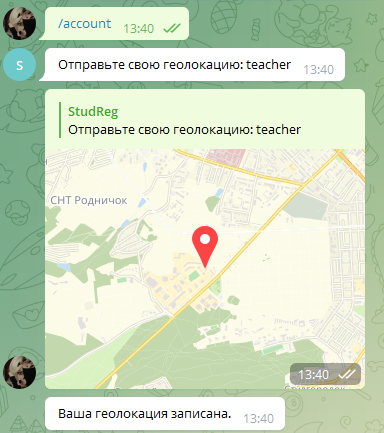 /account 13:40
S
Отправьте свою геолокацию: teacher 13:40
StudReg
Отправьте свою геолокацию: teacher
СНТ Родничок
13:40
Ваша геолокация записана. 13:40